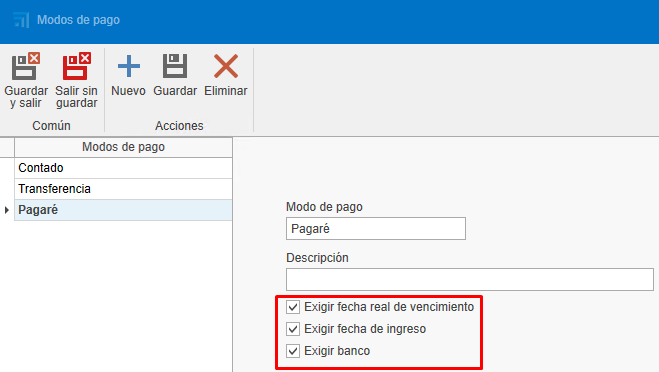 Modos de pago
Guardar y salir
Salir sin guardar
Nuevo
Guardar
Eliminar
Común
Acciones
Modos de pago
Contado
Transferencia
Pagaré
Modo de pago
Pagaré
Descripción
Exigir fecha real de vencimiento
Exigir fecha de ingreso
Exigir banco